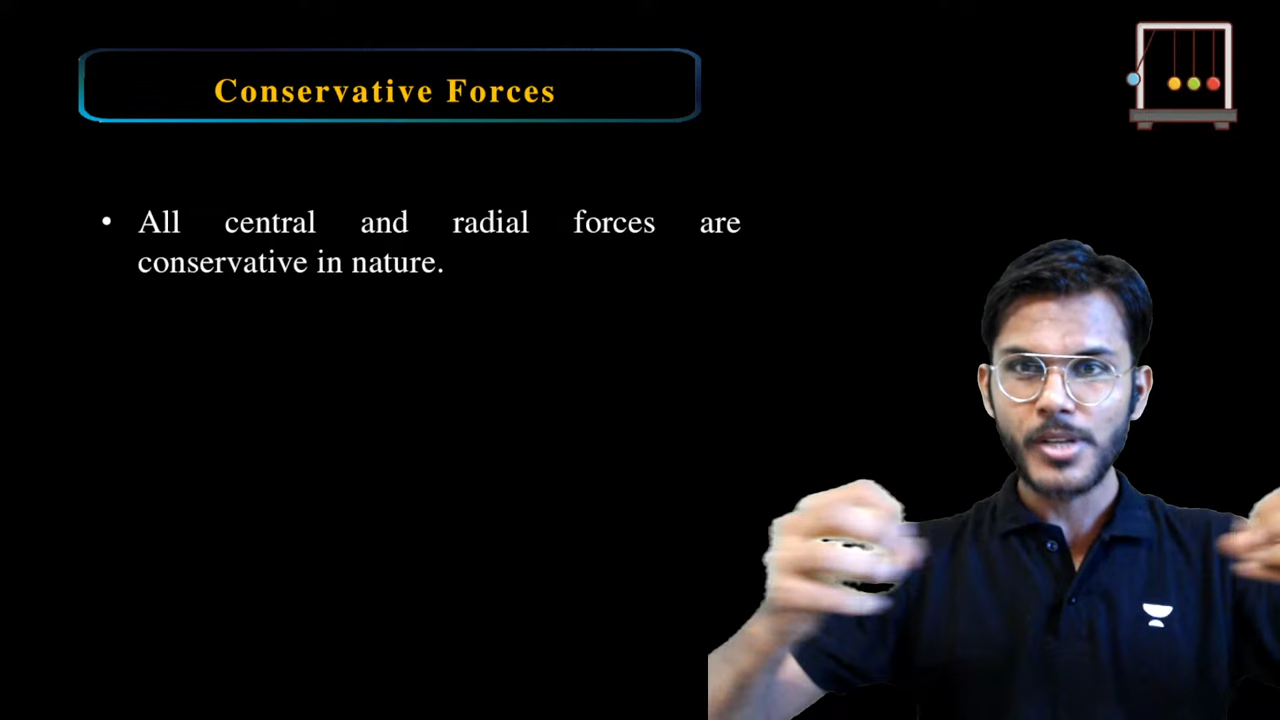 Conservative Forces
• All central and radial forces are
conservative in nature.